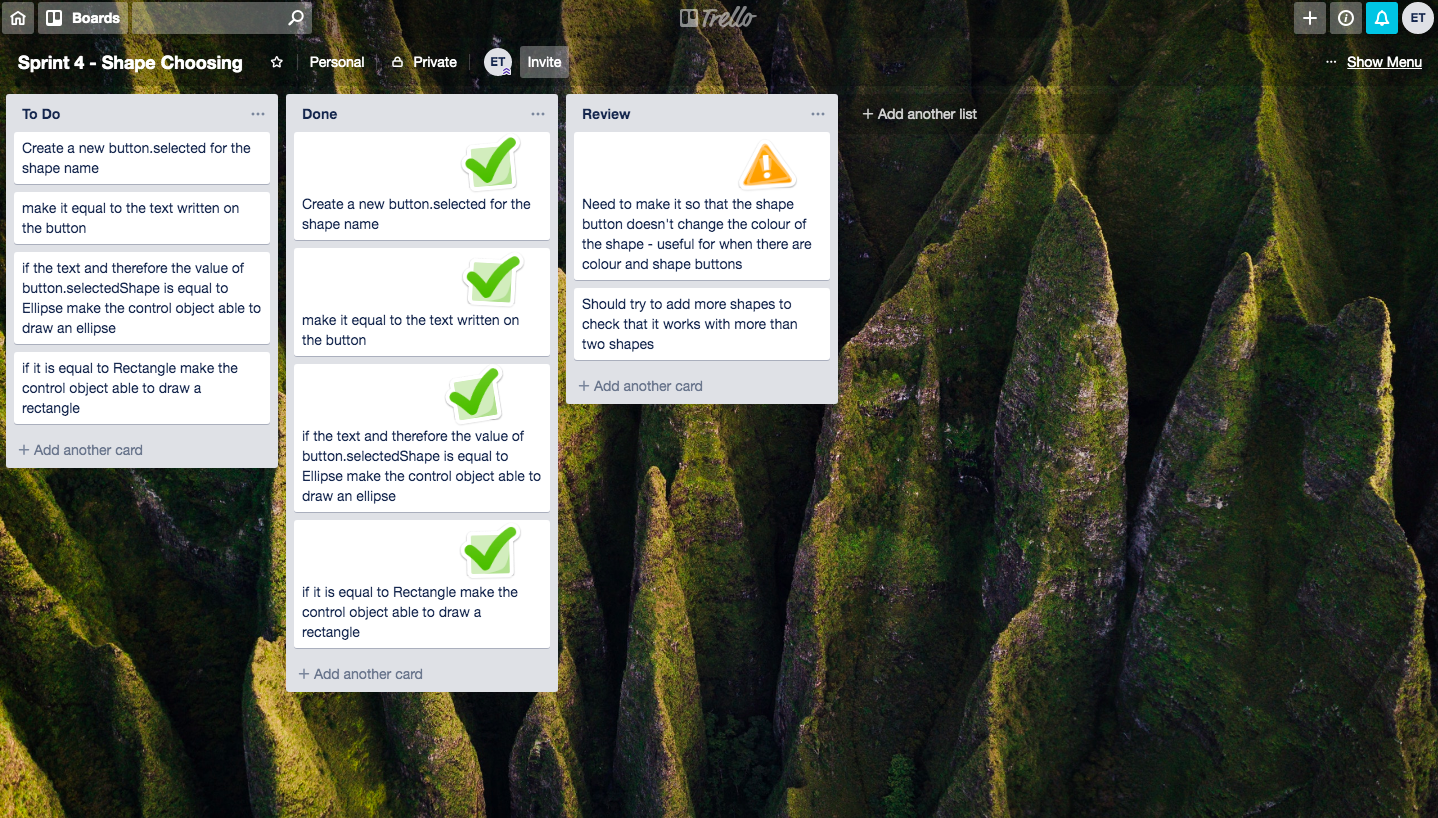 Boards
Trello
ET
Sprint 4 - Shape Choosing
Personal
Private
ET
Invite
··· Show Menu
To Do
···
Create a new button.selected for the
shape name
make it equal to the text written on
the button
if the text and therefore the value of
button.selectedShape is equal to
Ellipse make the control object able to
draw an ellipse
if it is equal to Rectangle make the
control object able to draw a
rectangle
+ Add another card
Done
···
Create a new button.selected for the
shape name
make it equal to the text written on
the button
if the text and therefore the value of
button.selectedShape is equal to
Ellipse make the control object able to
draw an ellipse
if it is equal to Rectangle make the
control object able to draw a
rectangle
+ Add another card
Review
···
Need to make it so that the shape
button doesn't change the colour of
the shape - useful for when there are
colour and shape buttons
Should try to add more shapes to
check that it works with more than
two shapes
+ Add another card
+ Add another list